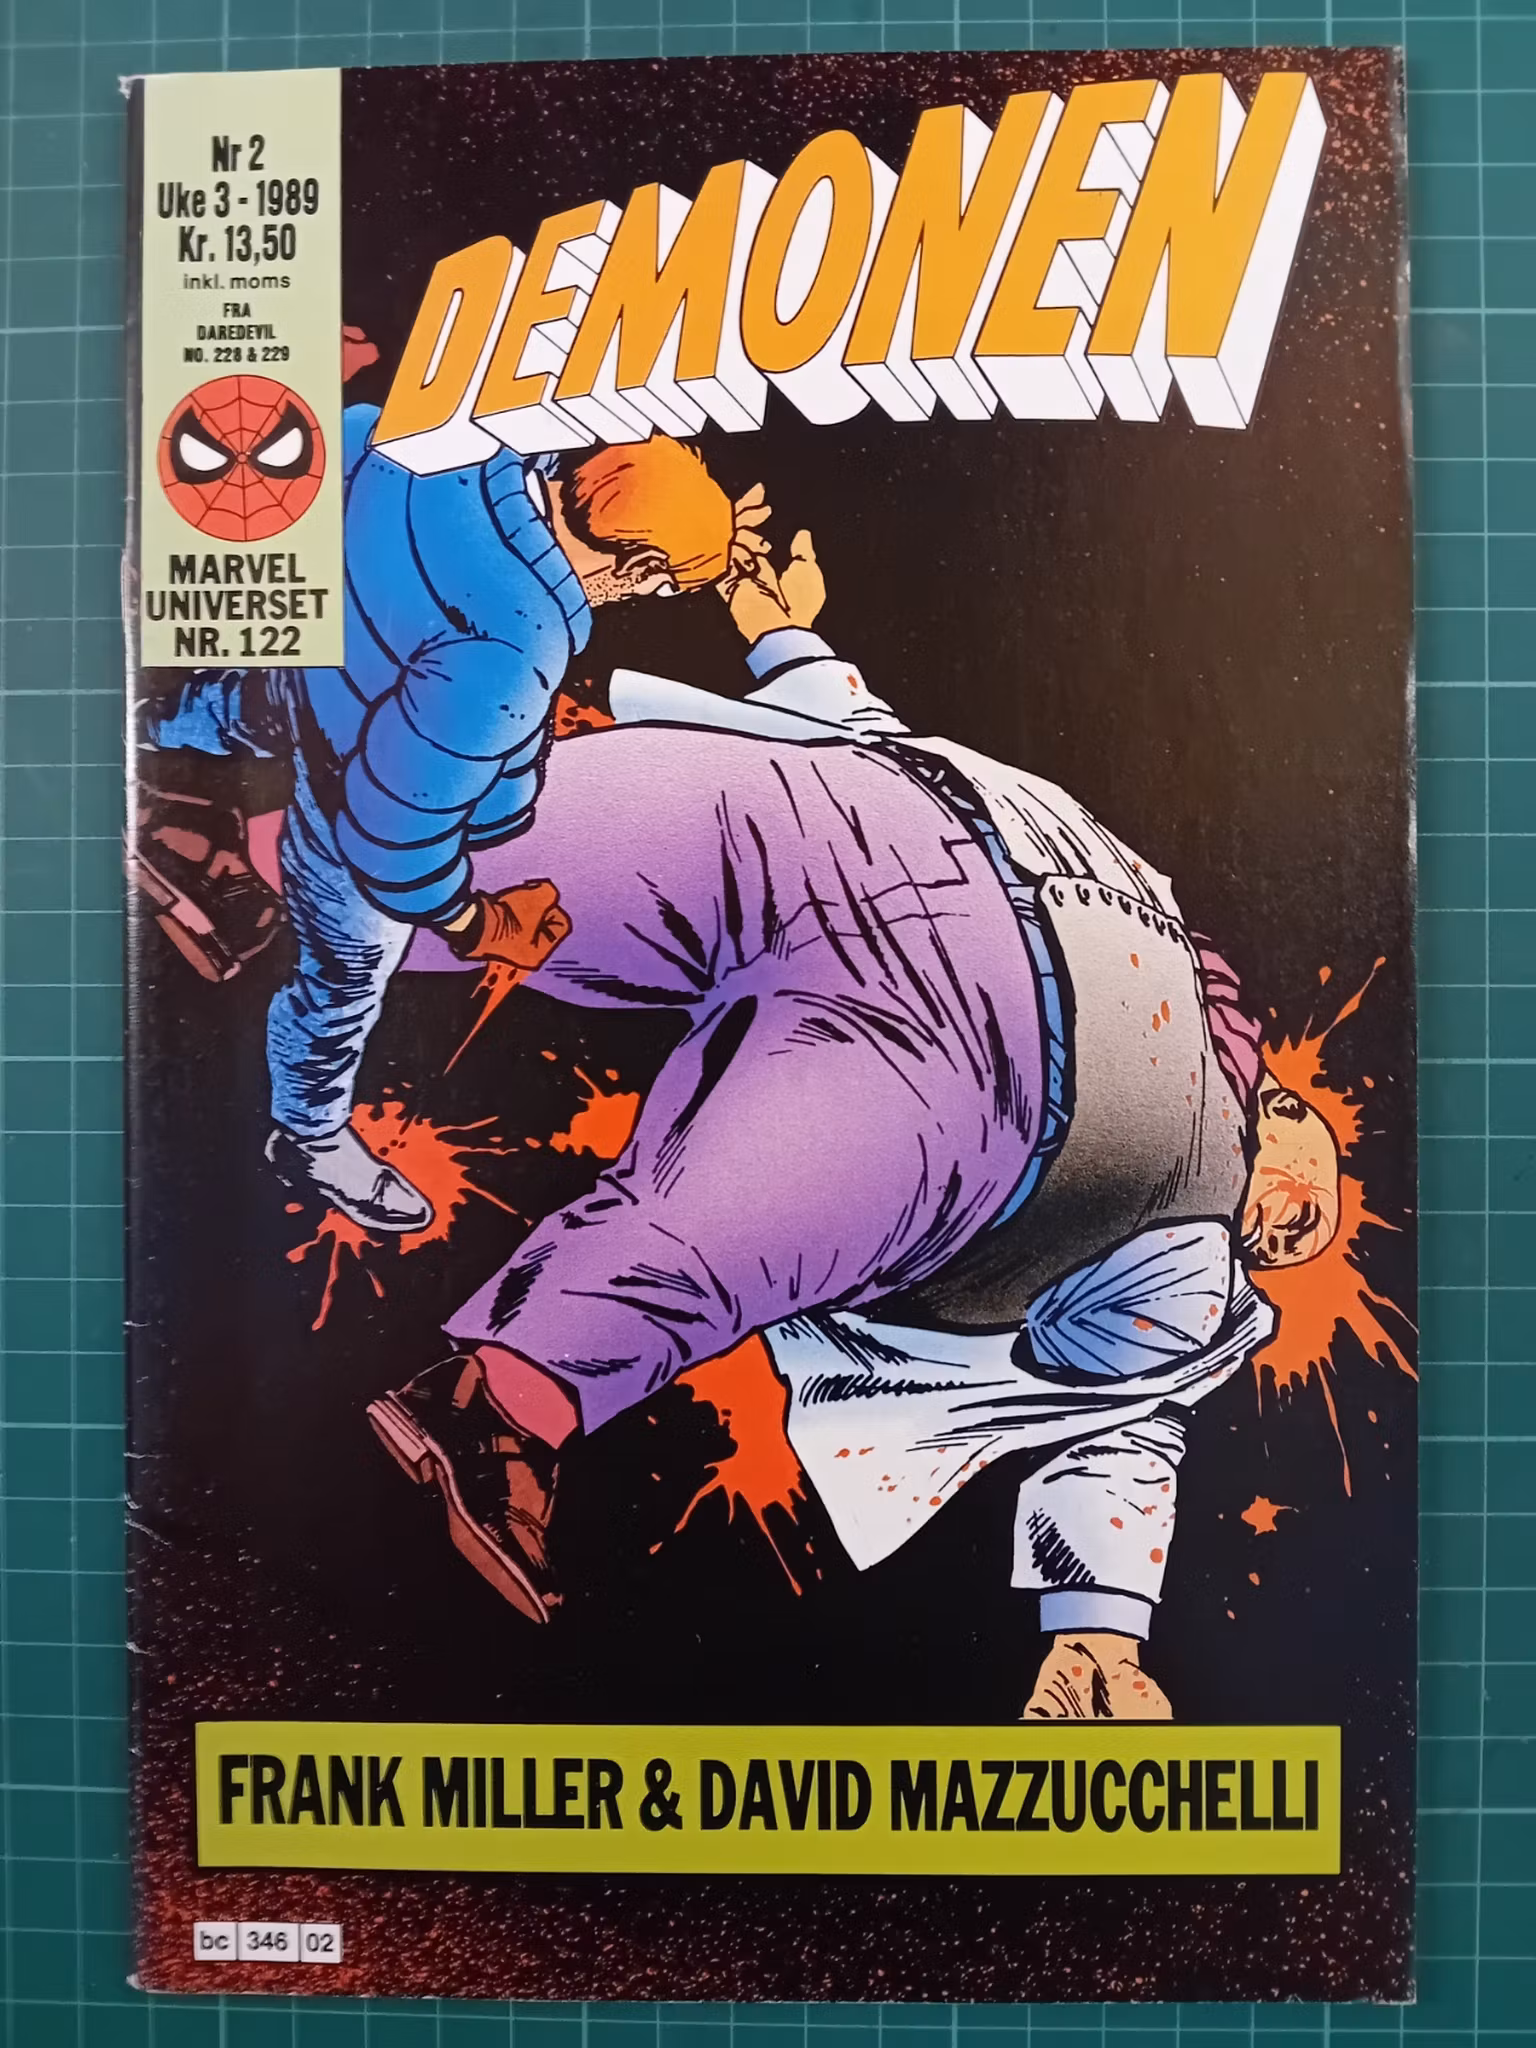 Nr 2
Uke 3 - 1989
Kr. 13,50
inkl. moms
FRA
DAREDEVIL
NO. 228 & 229
MARVEL
UNIVERSET
NR. 122
DEMONEN
FRANK MILLER & DAVID MAZZUCCHELLI
bc 346 02